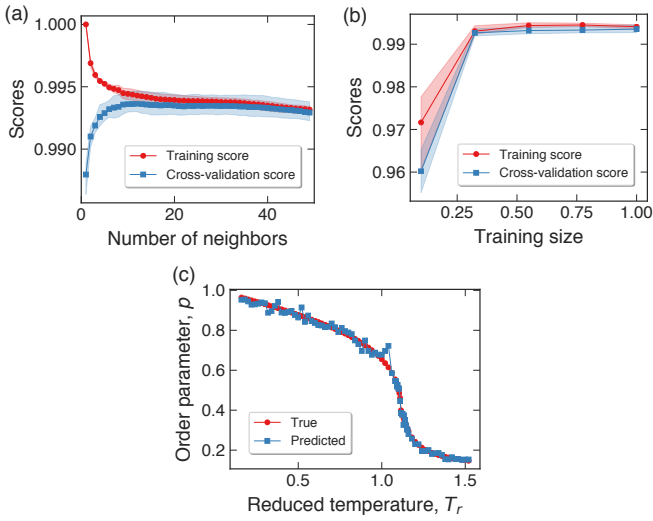 (a)
1.000
0.995
0.990
Scores
Training score
Cross-validation score
0
20
40
Number of neighbors
(b)
0.99
0.98
0.97
0.96
Scores
Training score
Cross-validation score
0.25
0.50
0.75
1.00
Training size
(c)
1.0
0.8
0.6
0.4
0.2
Order parameter, p
True
Predicted
0.5
1.0
1.5
Reduced temperature, Tr